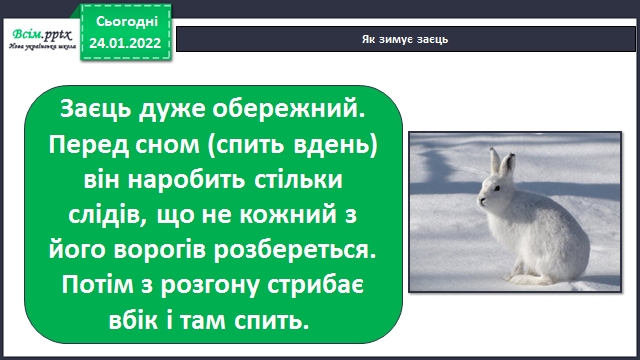 Всім.pptx
Нова українська школа
Сьогодні
24.01.2022
Як зимує заєць
Заєць дуже обережний.
Перед сном (спить вдень)
він наробить стільки
слідів, що не кожний з
його ворогів розбереться.
Потім з розгону стрибає
вбік і там спить.